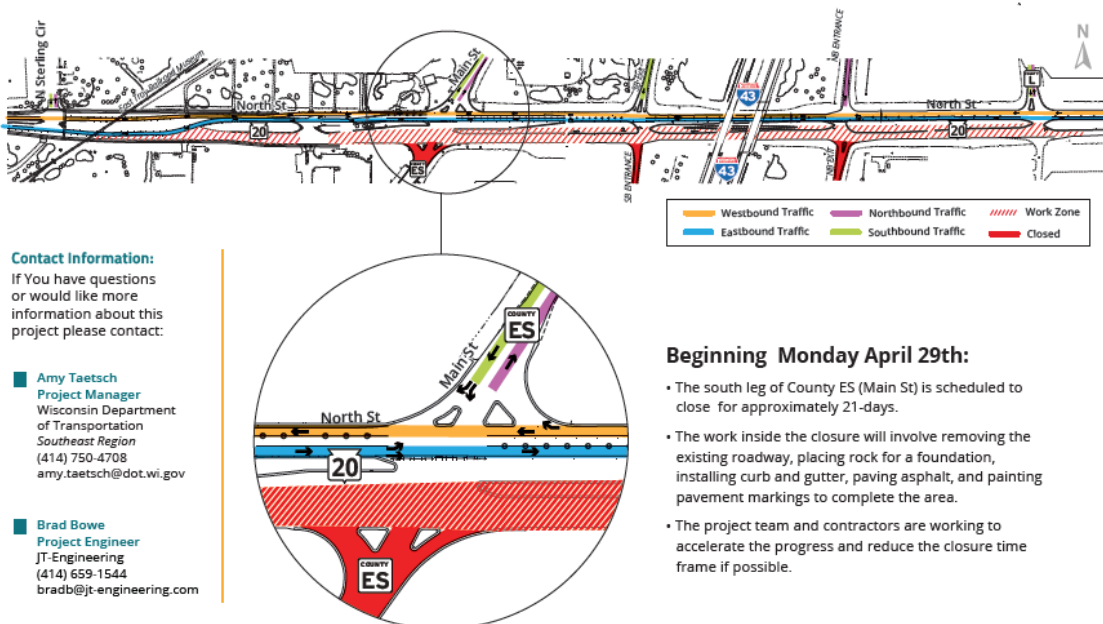 N Sterling Cir
East Troy Railroad Museum
North St
20
Main St
COUNTY
ES
SB EXIT
SB ENTRANCE
43
43
NB ENTRANCE
NB EXIT
North St
20
L
N
Westbound Traffic
Northbound Traffic
Work Zone
Eastbound Traffic
Southbound Traffic
Closed
Contact Information:
If You have questions
or would like more
information about this
project please contact:
Amy Taetsch
Project Manager
Wisconsin Department
of Transportation
Southeast Region
(414) 750-4708
amy.taetsch@dot.wi.gov
Brad Bowe
Project Engineer
JT-Engineering
(414) 659-1544
bradb@jt-engineering.com
COUNTY
ES
Main St
North St
20
COUNTY
ES
Beginning Monday April 29th:
• The south leg of County ES (Main St) is scheduled to
close for approximately 21-days.
• The work inside the closure will involve removing the
existing roadway, placing rock for a foundation,
installing curb and gutter, paving asphalt, and painting
pavement markings to complete the area.
• The project team and contractors are working to
accelerate the progress and reduce the closure time
frame if possible.